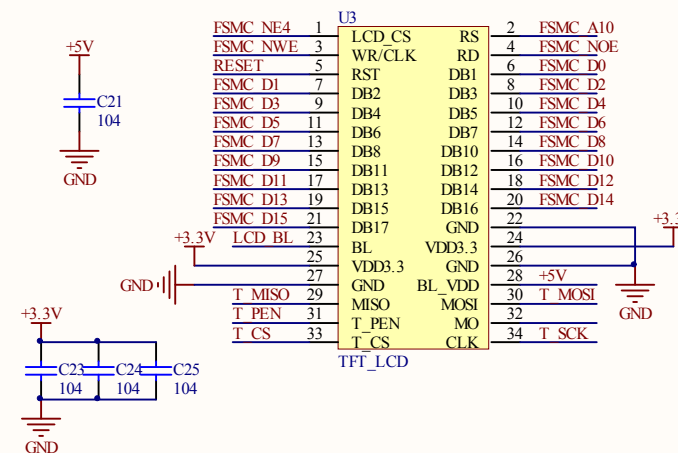 U3
FSMC_NE4 1 LCD_CS RS 2 FSMC_A10
FSMC_NWE 3 WR/CLK RD 4 FSMC_NOE
RESET 5 RST DB1 6 FSMC_D0
FSMC_D1 7 DB2 DB3 8 FSMC_D2
FSMC_D3 9 DB4 DB5 10 FSMC_D4
FSMC_D5 11 DB6 DB7 12 FSMC_D6
FSMC_D7 13 DB8 DB10 14 FSMC_D8
FSMC_D9 15 DB11 DB12 16 FSMC_D10
FSMC_D11 17 DB13 DB14 18 FSMC_D12
FSMC_D13 19 DB15 DB16 20 FSMC_D14
FSMC_D15 21 DB17 GND 22
LCD_BL 23 BL VDD3.3 24
+3.3V 25 VDD3.3 GND 26
GND 27 GND BL_VDD 28 +5V
T_MISO 29 MISO MOSI 30 T_MOSI
T_PEN 31 T_PEN MO 32
T_CS 33 T_CS CLK 34 T_SCK
TFT_LCD
+5V
C21
104
GND
GND
+3.3V
C23 C24 C25
104 104 104
GND